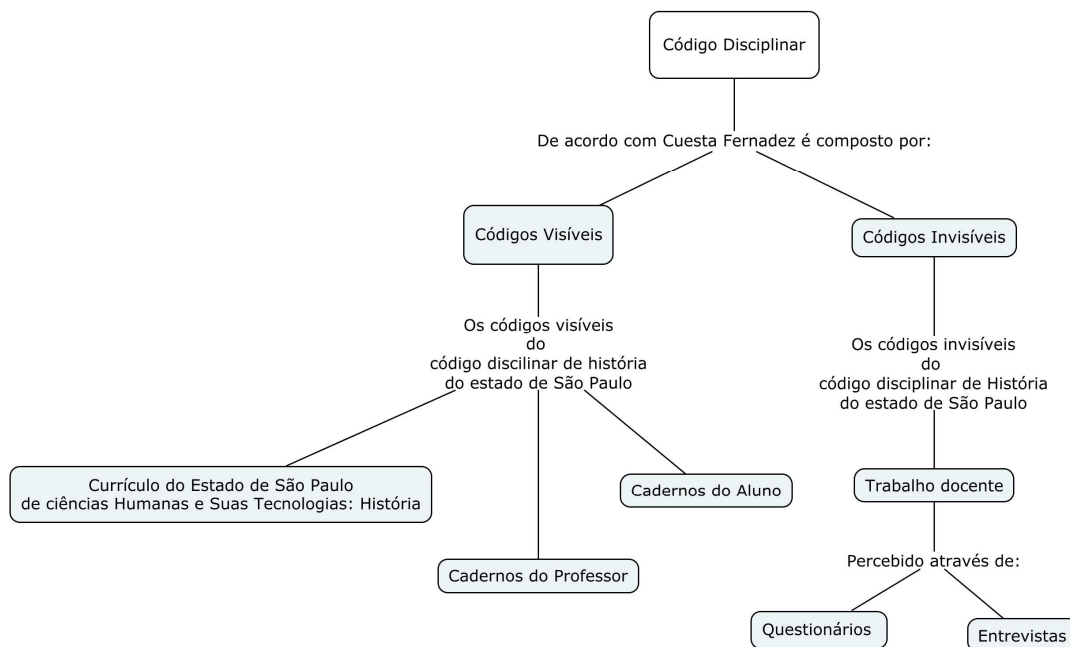 Código Disciplinar
De acordo com Cuesta Fernadez é composto por:
Códigos Visíveis
Códigos Invisíveis
Os códigos visíveis
do
código discilinar de história
do estado de São Paulo
Os códigos invisíveis
do
código disciplinar de História
do estado de São Paulo
Currículo do Estado de São Paulo
de ciências Humanas e Suas Tecnologias: História
Cadernos do Aluno
Trabalho docente
Cadernos do Professor
Percebido através de:
Questionários
Entrevistas